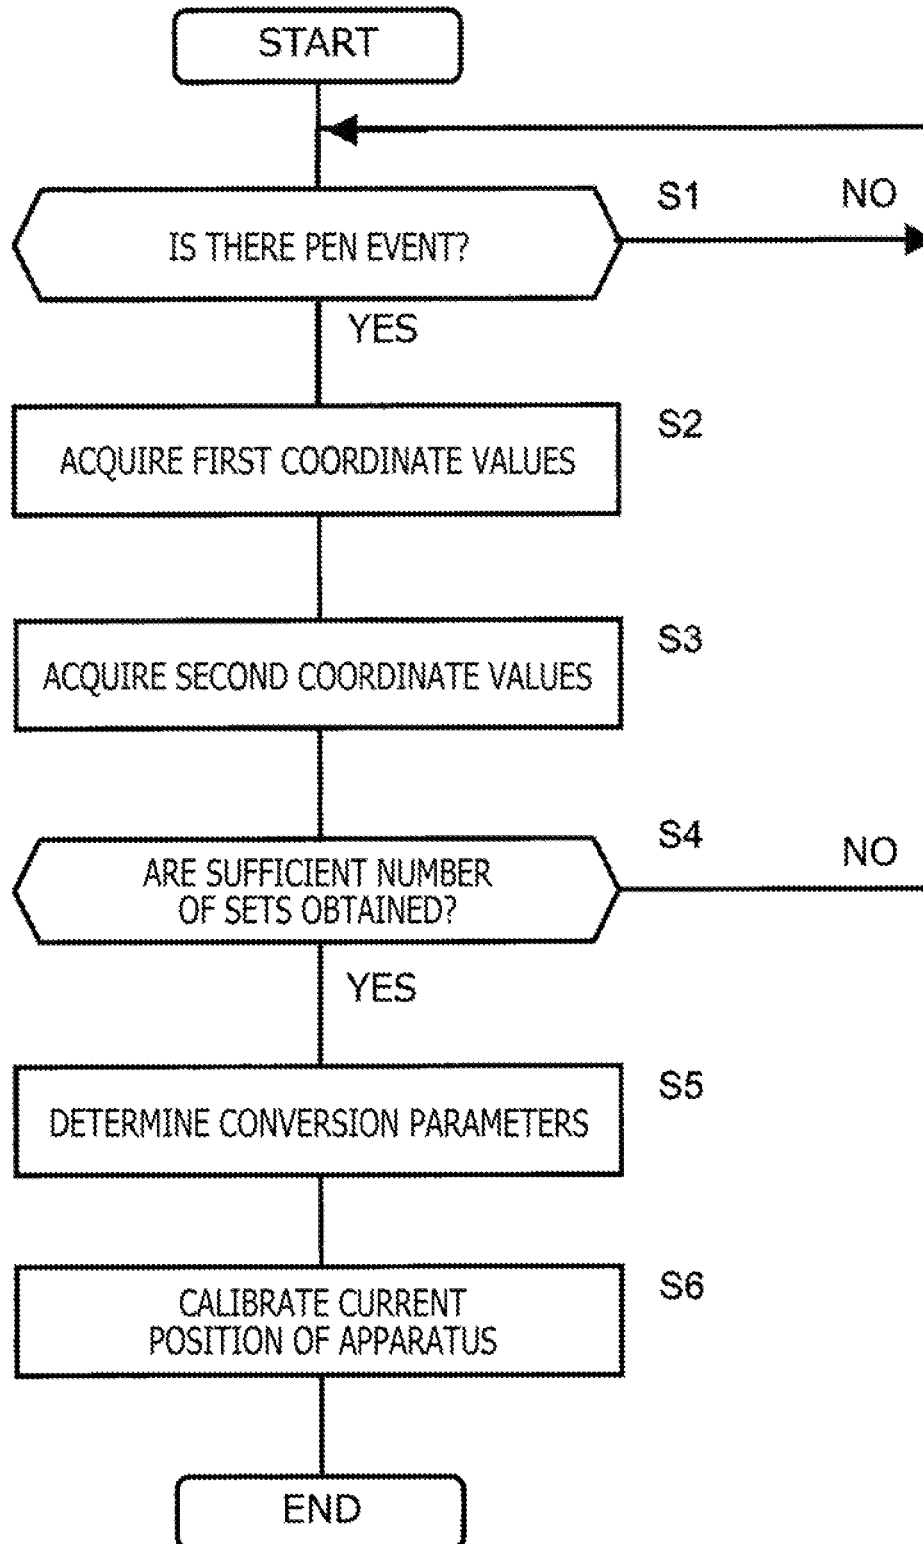 START
IS THERE PEN EVENT?
S1
NO
YES
ACQUIRE FIRST COORDINATE VALUES
S2
ACQUIRE SECOND COORDINATE VALUES
S3
ARE SUFFICIENT NUMBER
OF SETS OBTAINED?
S4
NO
YES
DETERMINE CONVERSION PARAMETERS
S5
CALIBRATE CURRENT
POSITION OF APPARATUS
S6
END